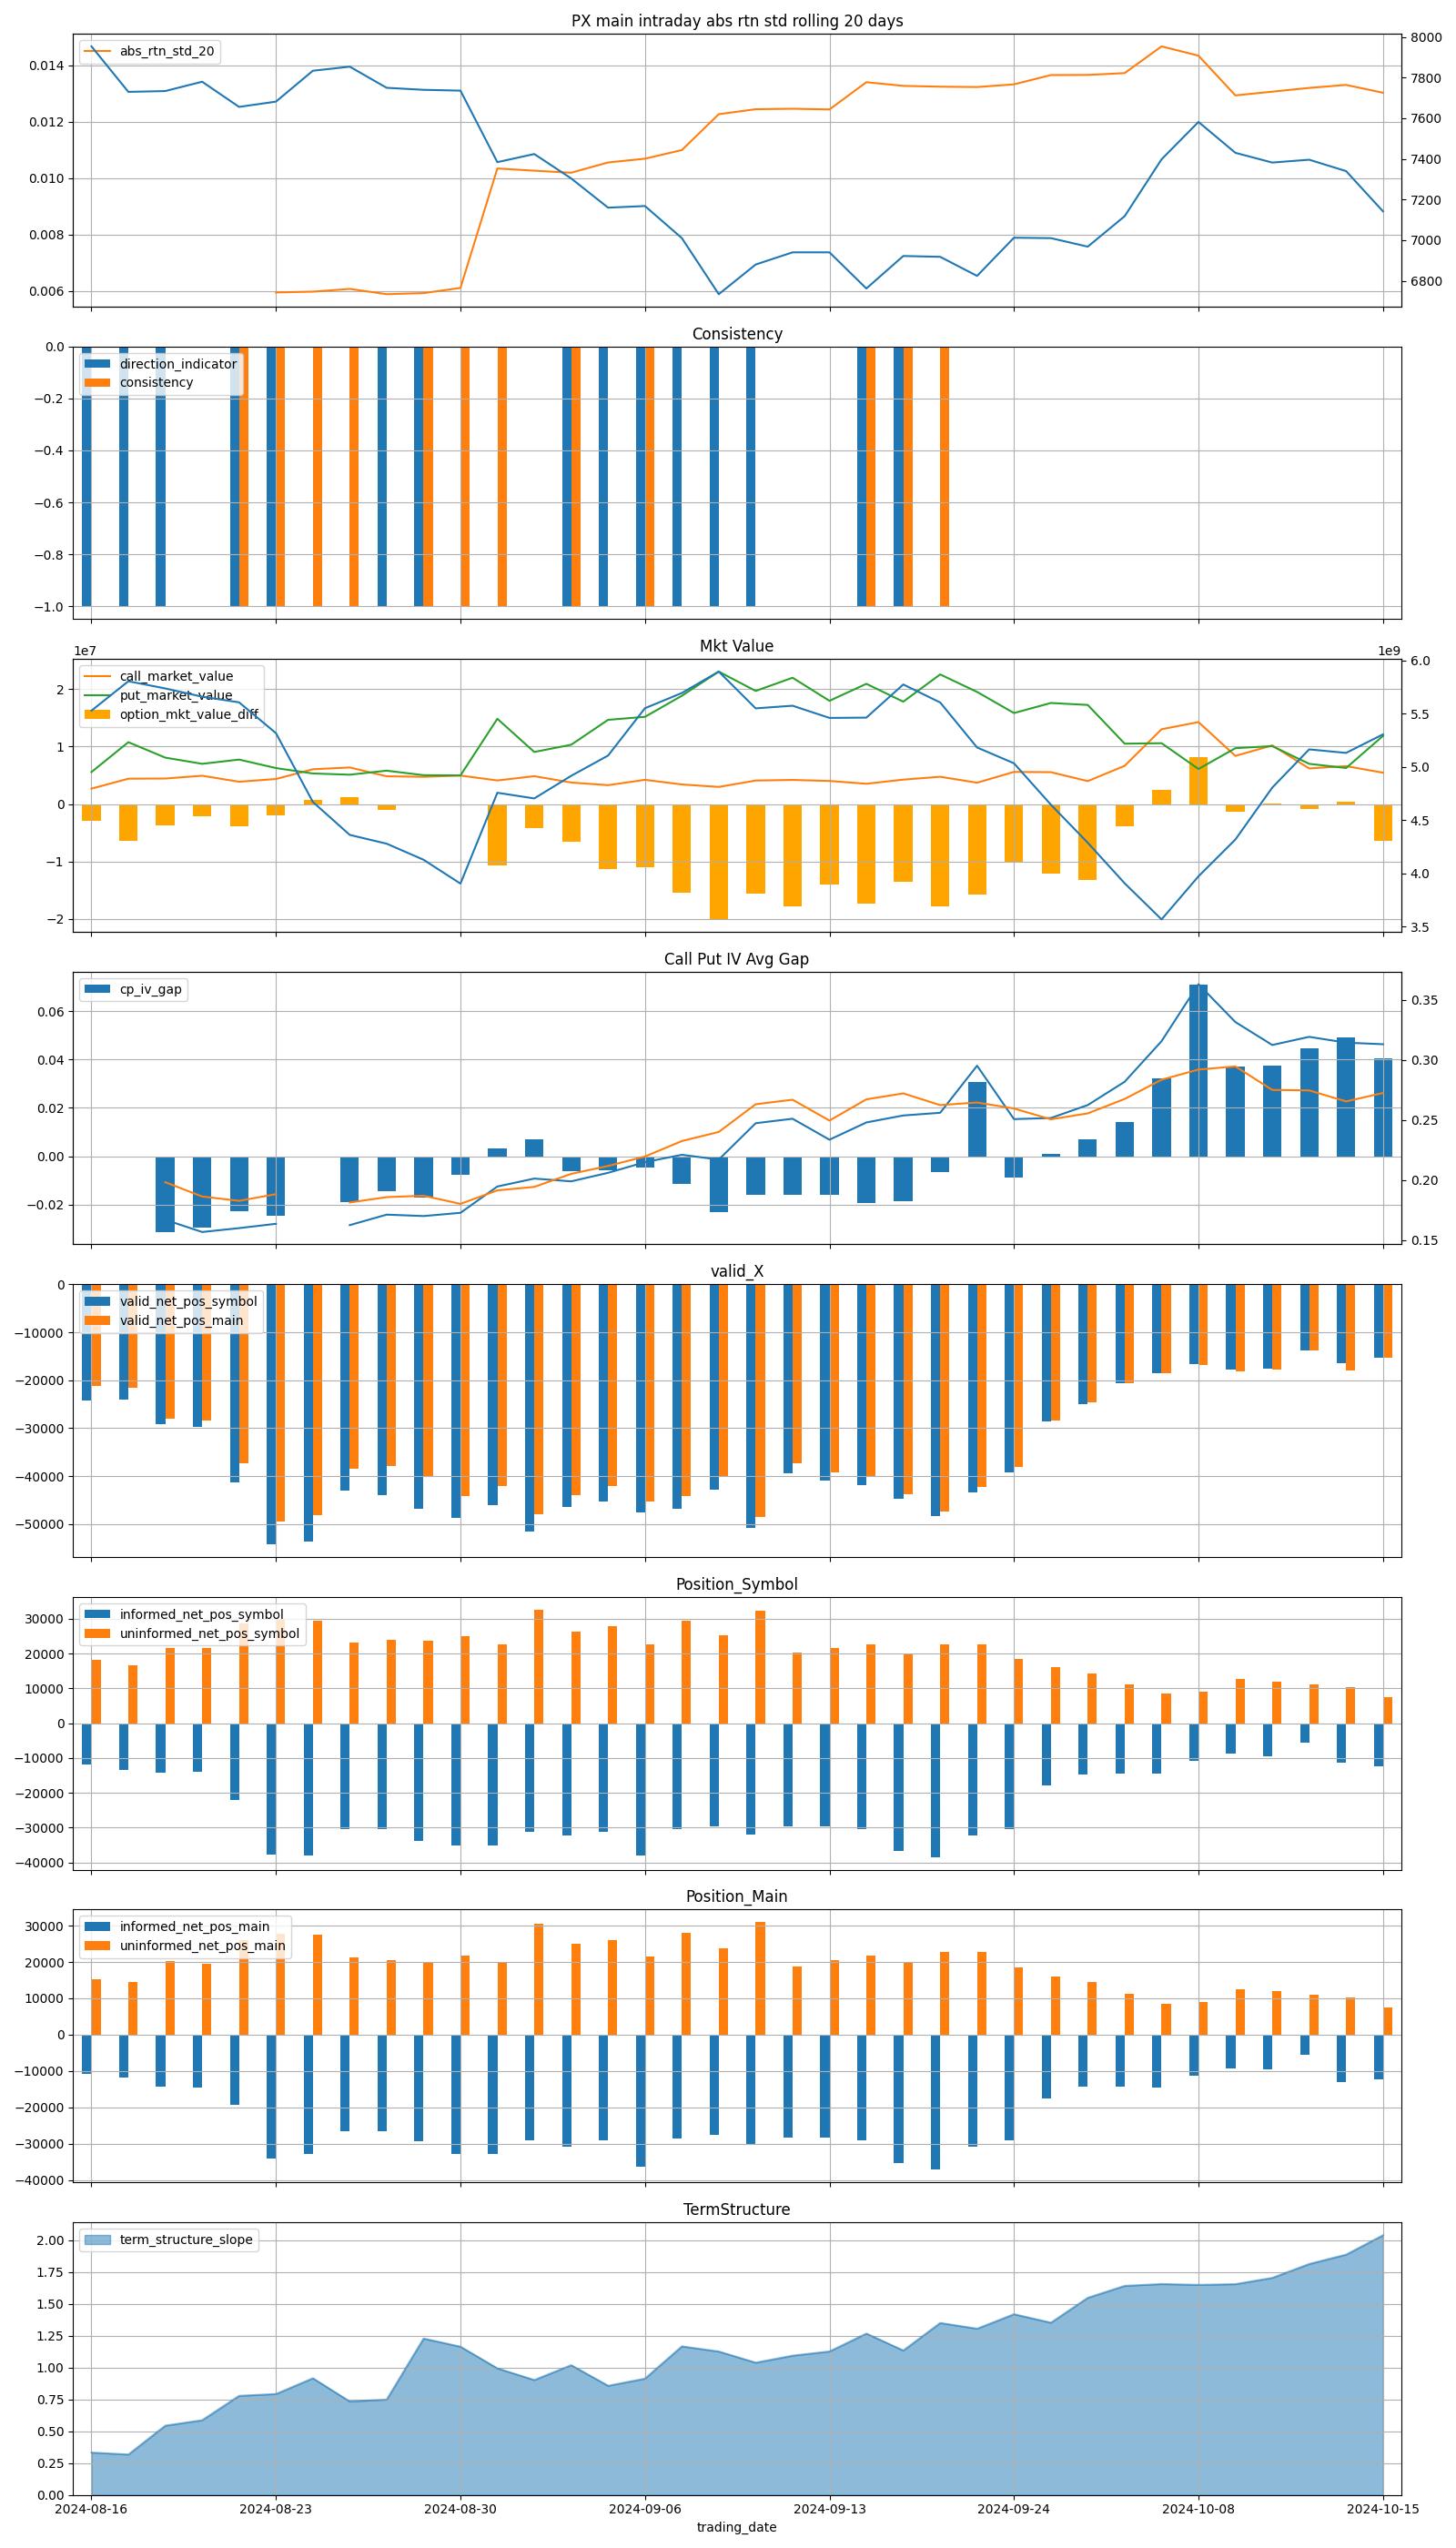 PX main intraday abs rtn std rolling 20 days
abs_rtn_std_20
0.014
0.012
0.010
0.008
0.006
8000
7800
7600
7400
7200
7000
6800
Consistency
direction_indicator
consistency
0.0
−0.2
−0.4
−0.6
−0.8
−1.0
Mkt Value
1e7
1e9
call_market_value
put_market_value
option_mkt_value_diff
2
1
0
−1
−2
6.0
5.5
5.0
4.5
4.0
3.5
Call Put IV Avg Gap
cp_iv_gap
0.06
0.04
0.02
0.00
−0.02
0.35
0.30
0.25
0.20
0.15
valid_X
valid_net_pos_symbol
valid_net_pos_main
0
−10000
−20000
−30000
−40000
−50000
Position_Symbol
informed_net_pos_symbol
uninformed_net_pos_symbol
30000
20000
10000
0
−10000
−20000
−30000
−40000
Position_Main
informed_net_pos_main
uninformed_net_pos_main
30000
20000
10000
0
−10000
−20000
−30000
−40000
TermStructure
term_structure_slope
2.00
1.75
1.50
1.25
1.00
0.75
0.50
0.25
0.00
2024-08-16 2024-08-23 2024-08-30 2024-09-06 2024-09-13 2024-09-24 2024-10-08 2024-10-15
trading_date